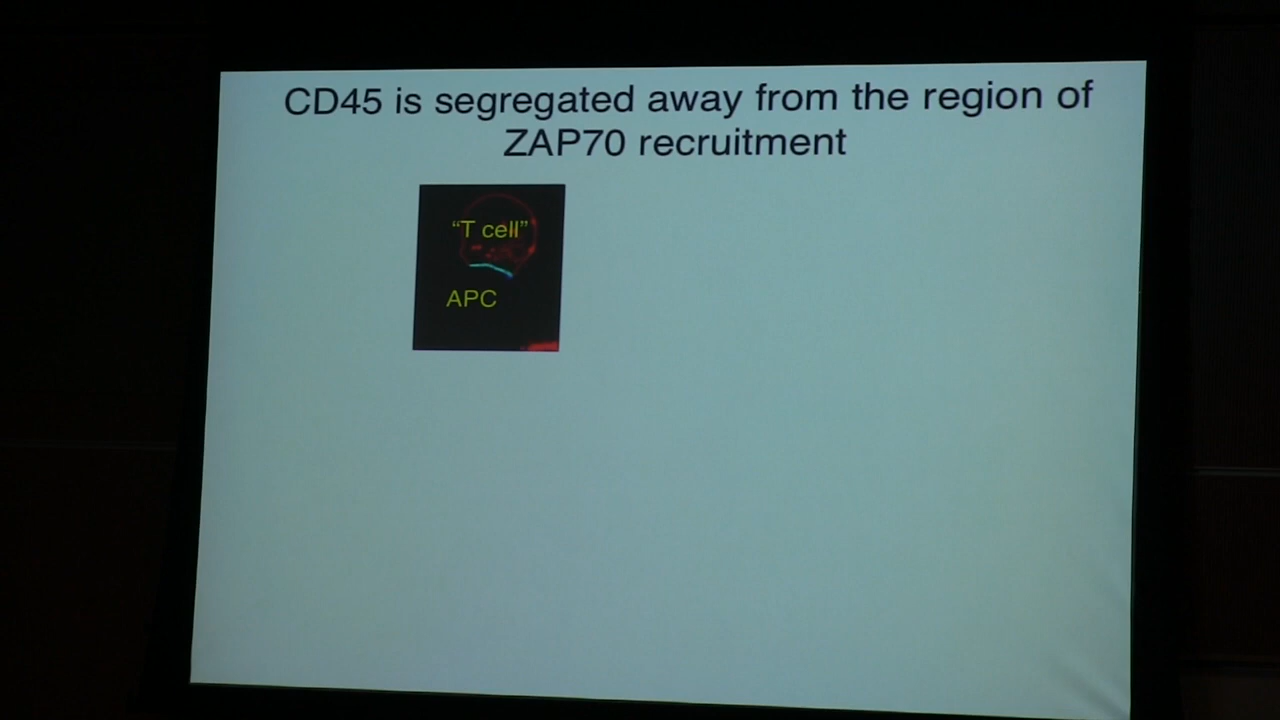 CD45 is segregated away from the region of
ZAP70 recruitment
“T cell”
APC